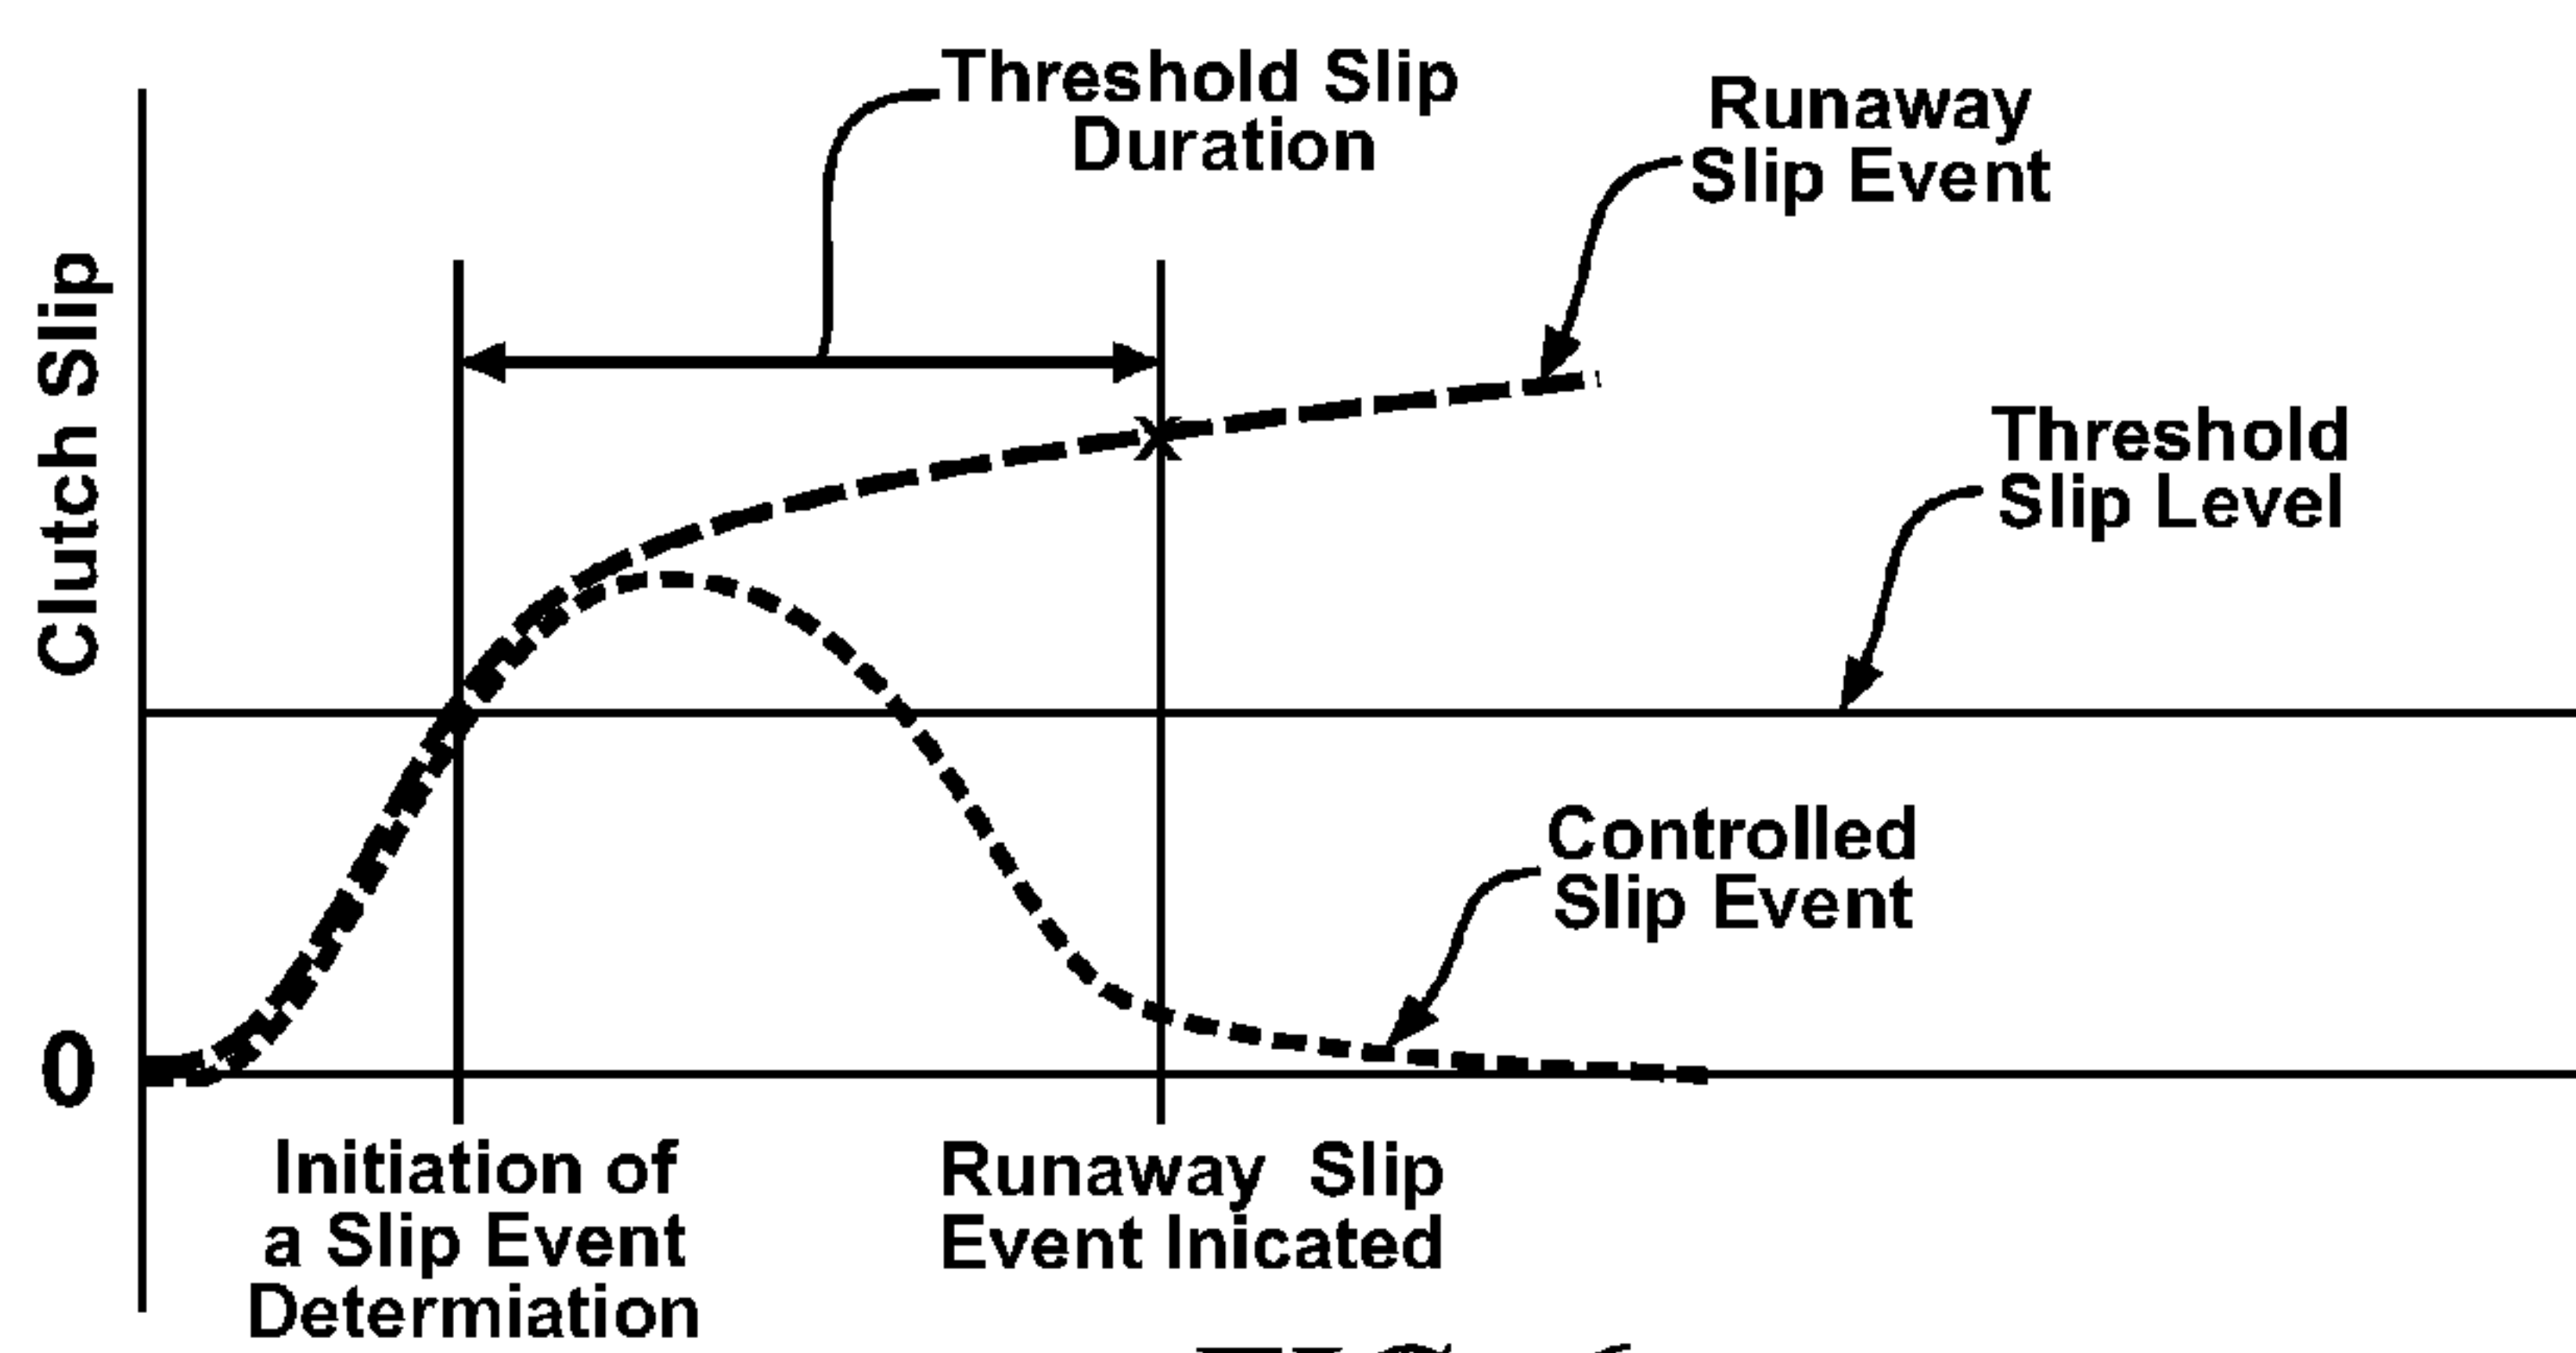 Threshold Slip
Duration
Runaway
Slip Event
Clutch Slip
Threshold
Slip Level
Controlled
Slip Event
0
Initiation of
a Slip Event
Determiation
Runaway Slip
Event Inicated
X